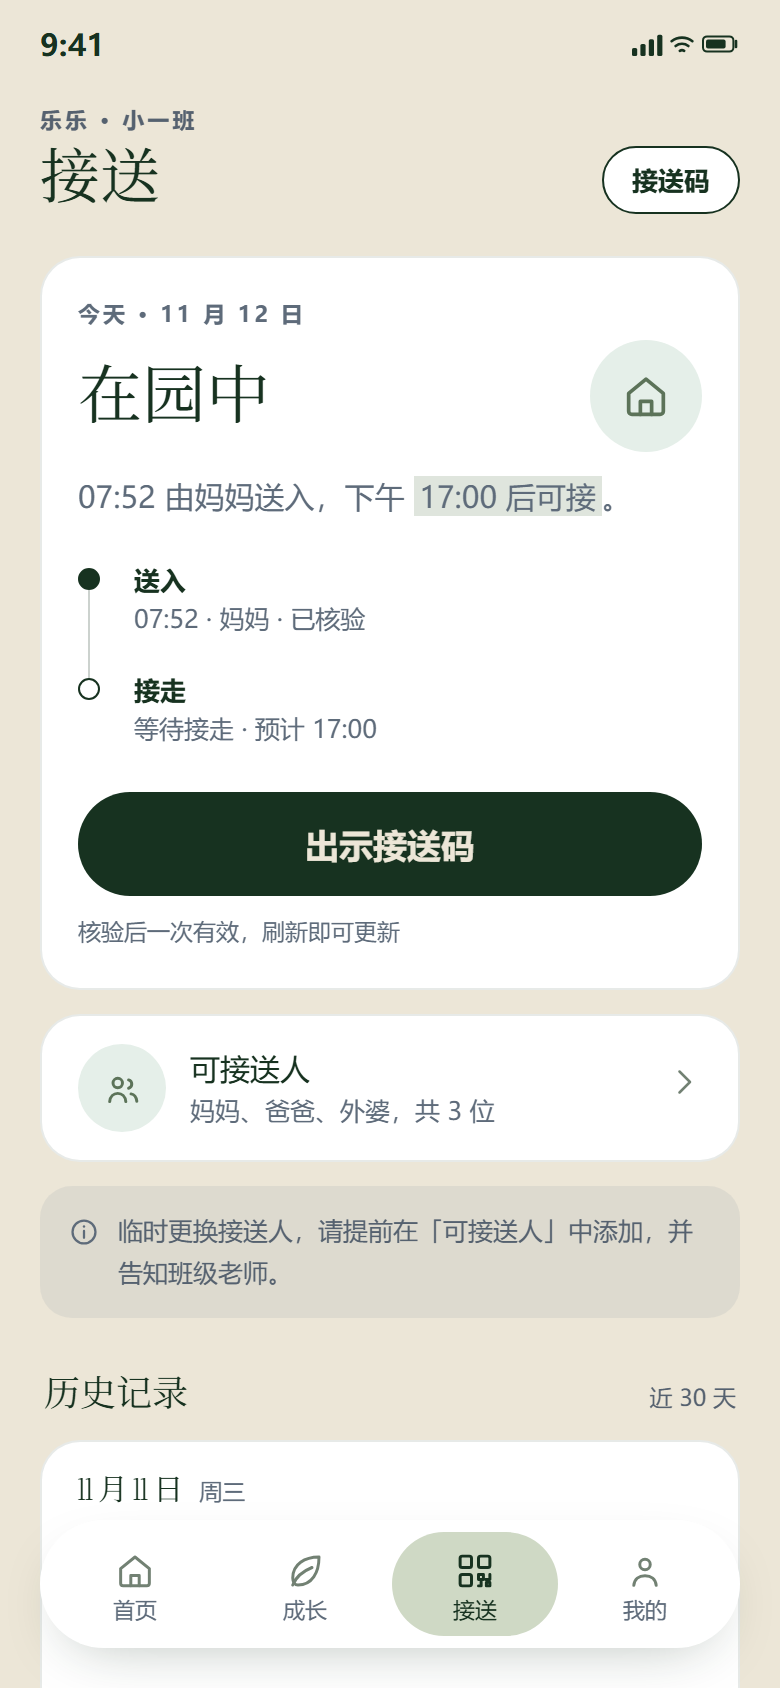 9:41
乐乐 • 小一班
接送
接送码
今天 • 11 月 12 日
在园中
07:52 由妈妈送入，下午 17:00 后可接。
送入
07:52 · 妈妈 · 已核验
接走
等待接走 · 预计 17:00
出示接送码
核验后一次有效，刷新即可更新
可接送人
妈妈、爸爸、外婆，共 3 位
临时更换接送人，请提前在「可接送人」中添加，并
告知班级老师。
历史记录
近 30 天
11月11日 周三
首页
成长
接送
我的